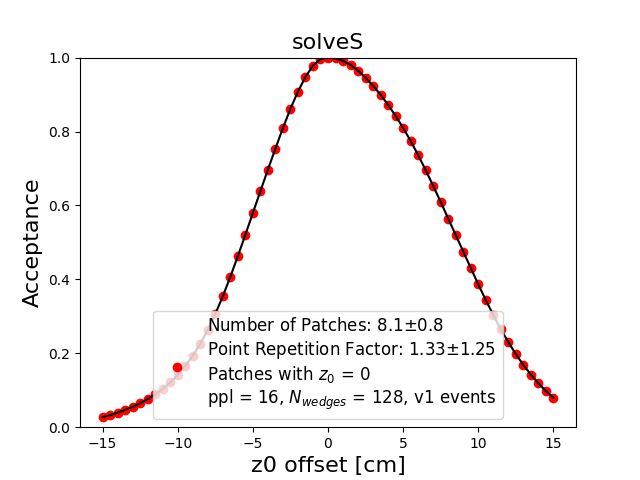 solveS
Acceptance
1.0
0.8
0.6
0.4
0.2
0.0
Number of Patches: 8.1±0.8
Point Repetition Factor: 1.33±1.25
Patches with z₀ = 0
ppl = 16, N_wedges = 128, v1 events
−15 −10 −5 0 5 10 15
z0 offset [cm]